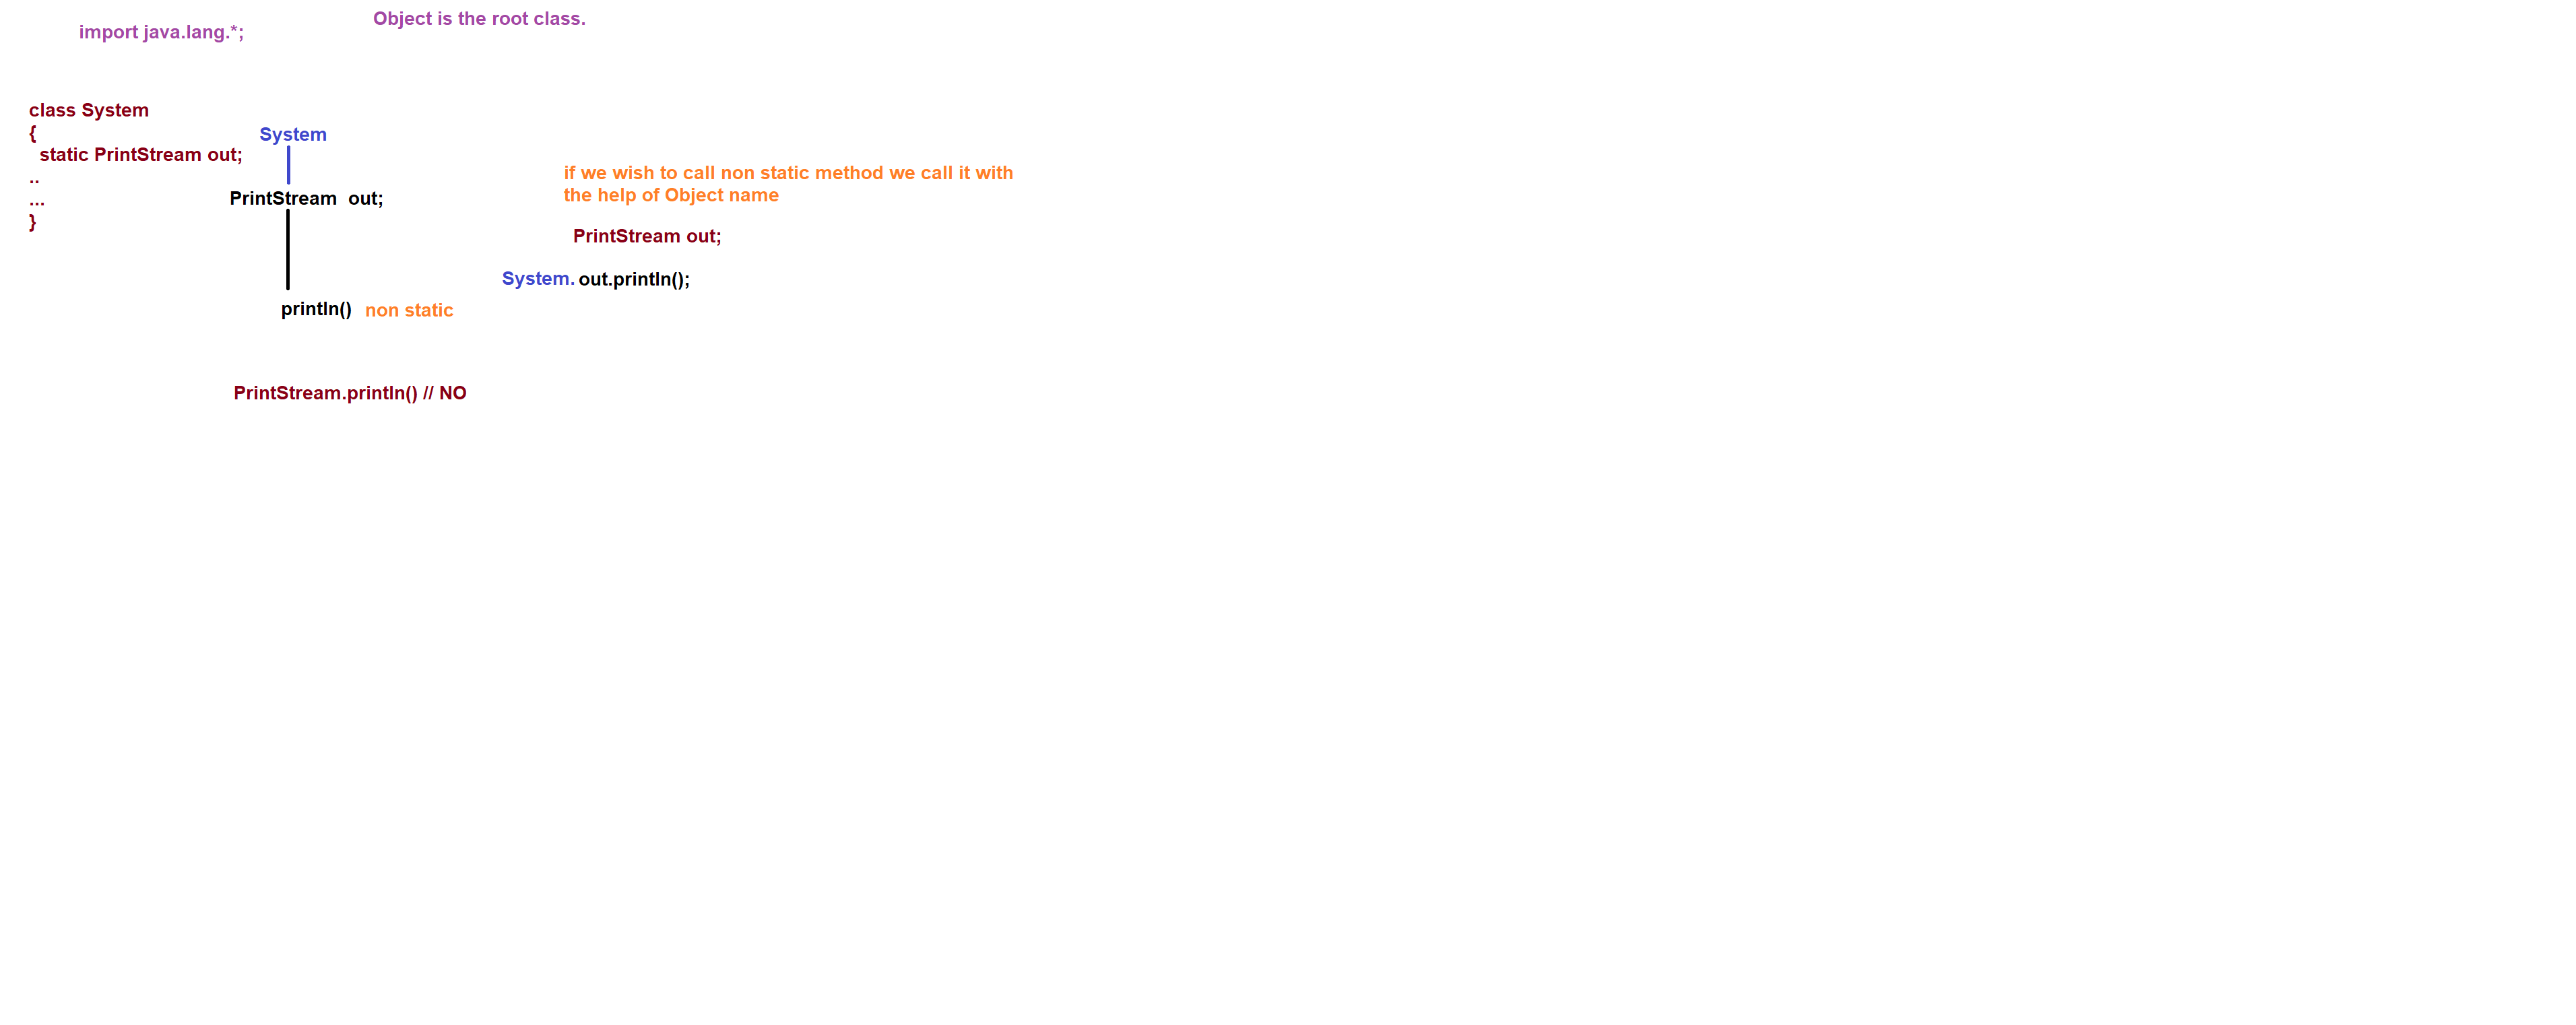 Object is the root class.
import java.lang.*;
class System
{
static PrintStream out;
..
...
}
System
PrintStream  out;
println()
non static
if we wish to call non static method we call it with
the help of Object name
PrintStream out;
System. out.println();
PrintStream.println() // NO